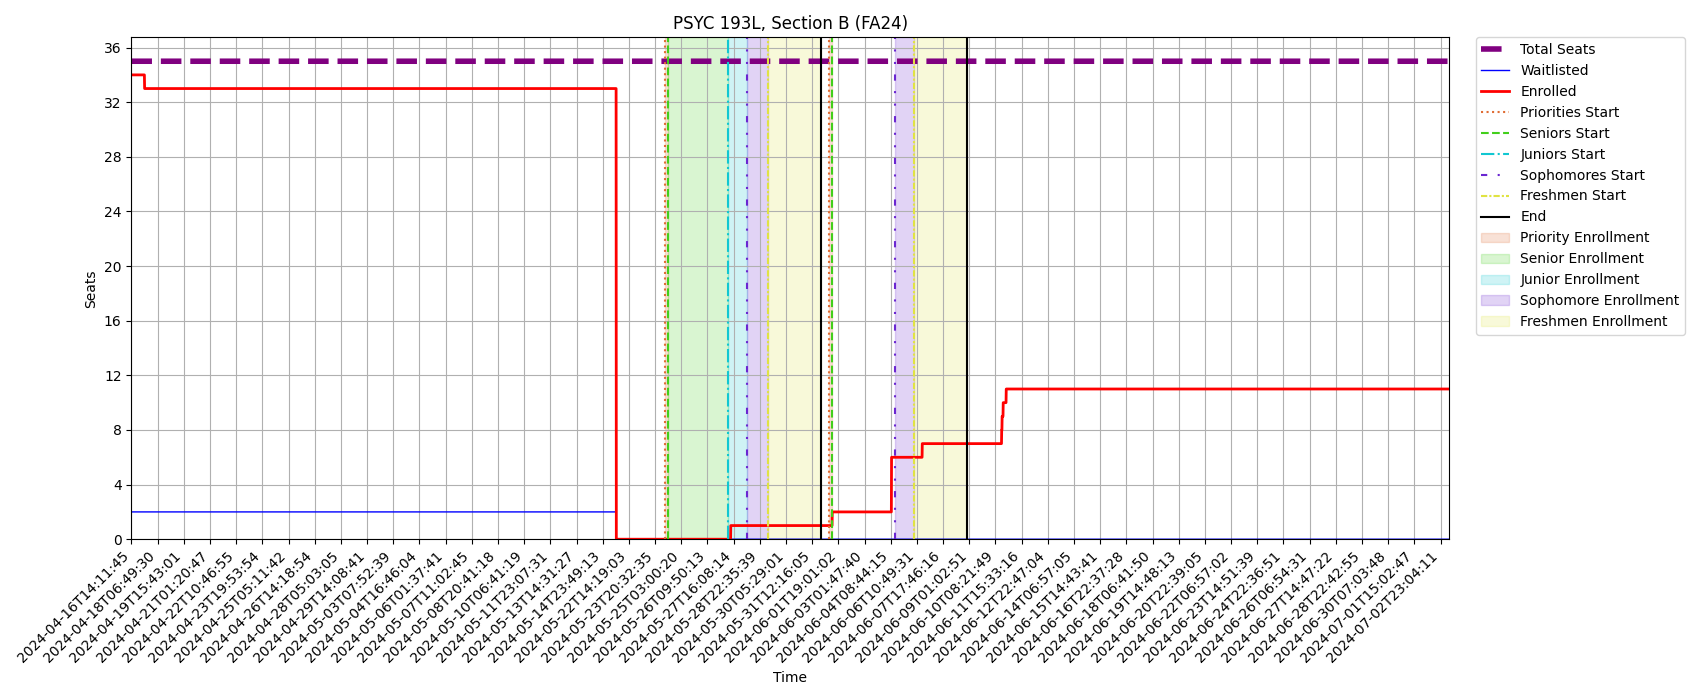 PSYC 193L, Section B (FA24)
Seats
36
32
28
24
20
16
12
8
4
0
2024-04-16T14:11:45
2024-04-18T06:49:30
2024-04-19T15:43:01
2024-04-21T01:20:47
2024-04-22T10:46:55
2024-04-23T19:53:54
2024-04-25T05:11:42
2024-04-26T14:18:54
2024-04-28T05:03:05
2024-04-29T14:08:41
2024-05-03T07:52:39
2024-05-04T16:46:04
2024-05-06T01:37:41
2024-05-07T11:02:45
2024-05-08T20:41:18
2024-05-10T06:41:19
2024-05-11T23:07:31
2024-05-13T14:31:27
2024-05-14T23:49:13
2024-05-22T14:19:03
2024-05-23T20:32:35
2024-05-25T03:00:20
2024-05-26T09:50:13
2024-05-27T16:08:14
2024-05-28T22:35:39
2024-05-30T05:29:01
2024-05-31T12:16:05
2024-06-01T19:01:02
2024-06-03T01:47:40
2024-06-04T08:44:15
2024-06-06T10:49:31
2024-06-07T17:46:16
2024-06-09T01:02:51
2024-06-10T08:21:49
2024-06-11T15:33:16
2024-06-12T22:47:04
2024-06-14T06:57:05
2024-06-15T14:43:41
2024-06-16T22:37:28
2024-06-18T06:41:50
2024-06-19T14:48:13
2024-06-20T22:39:05
2024-06-22T06:57:02
2024-06-23T14:51:39
2024-06-24T22:36:51
2024-06-26T06:54:31
2024-06-27T14:47:22
2024-06-28T22:42:55
2024-06-30T07:03:48
2024-07-01T15:02:47
2024-07-02T23:04:11
Time
Total Seats
Waitlisted
Enrolled
Priorities Start
Seniors Start
Juniors Start
Sophomores Start
Freshmen Start
End
Priority Enrollment
Senior Enrollment
Junior Enrollment
Sophomore Enrollment
Freshmen Enrollment